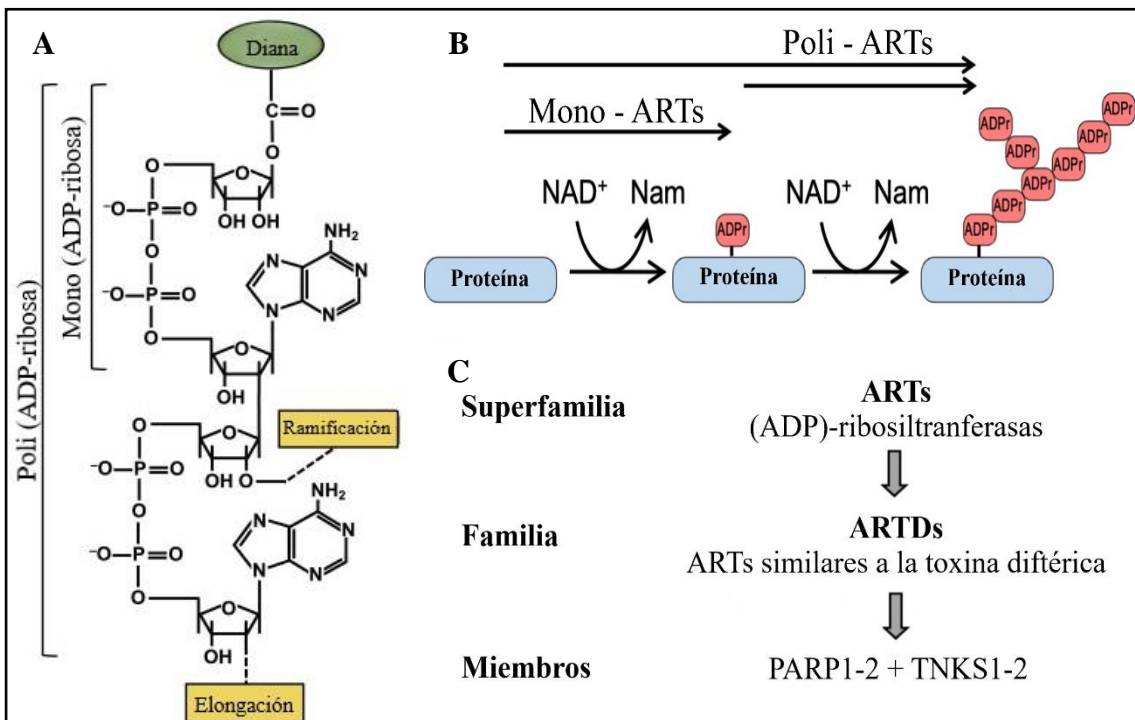 A
Diana
Poli (ADP-ribosa)
Mono (ADP-ribosa)
C=O
O
O
O
⁻O-P=O
OH OH
O
NH₂
⁻O-P=O
N
N
N
N
O
O
OH
O
Ramificación
O
⁻O-P=O
OH
O
NH₂
O
N
N
⁻O-P=O
N
N
O
O
OH
Elongación
B
Poli - ARTs
Mono - ARTs
NAD⁺
Nam
NAD⁺
Nam
ADPr
ADPr
ADPr
ADPr
ADPr
ADPr
ADPr
ADPr
Proteína
Proteína
Proteína
C
Superfamilia
ARTs
(ADP)-ribosiltranferasas
Familia
ARTDs
ARTs similares a la toxina diftérica
Miembros
PARP1-2 + TNKS1-2